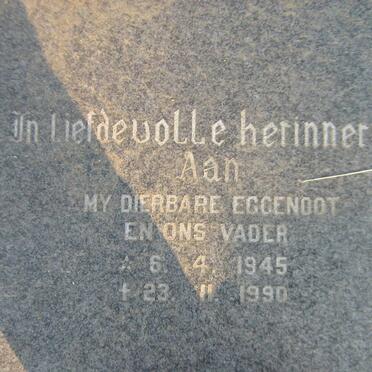 In Liefdevolle herinner
Aan
MY DIERBARE EGGENOOT
EN ONS VADER
☆ 6. 4. 1945
† 23. 11. 1990